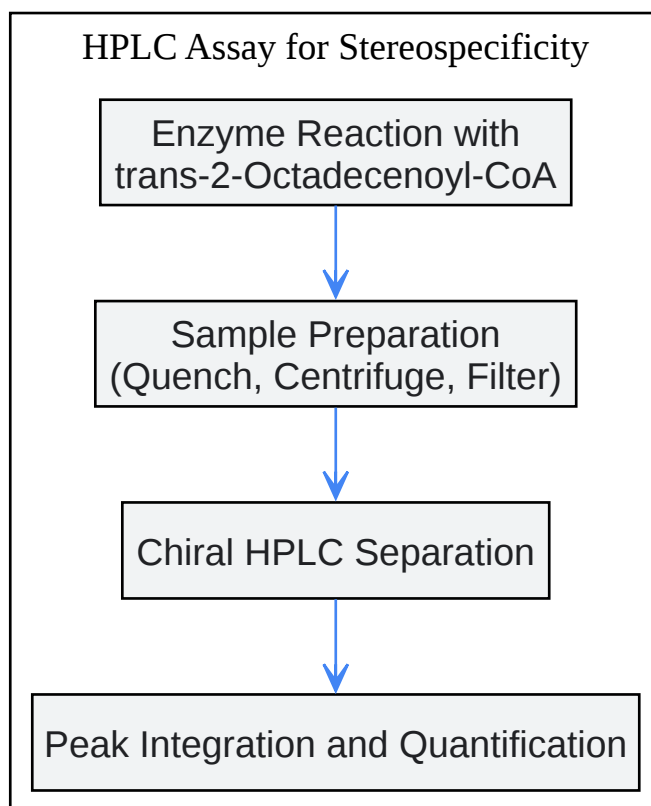 HPLC Assay for Stereospecificity
Enzyme Reaction with
trans-2-Octadecenoyl-CoA
Sample Preparation
(Quench, Centrifuge, Filter)
Chiral HPLC Separation
Peak Integration and Quantification